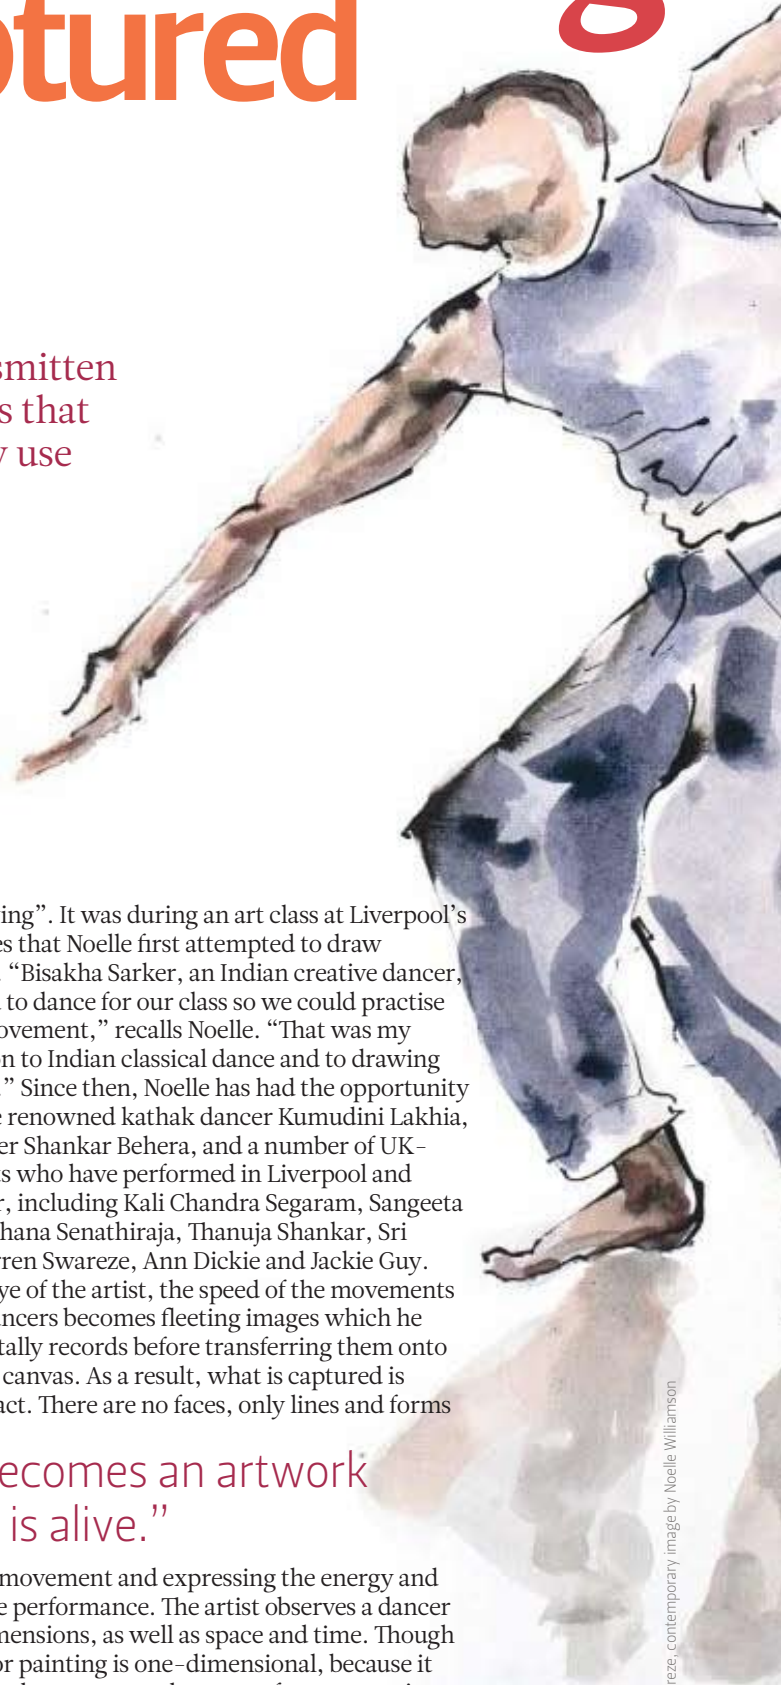 ptured
g
smitten
s that
y use
ing”. It was during an art class at Liverpool’s
es that Noelle first attempted to draw
. “Bisakha Sarker, an Indian creative dancer,
to dance for our class so we could practise
ovement,” recalls Noelle. “That was my
on to Indian classical dance and to drawing
.” Since then, Noelle has had the opportunity
e renowned kathak dancer Kumudini Lakhia,
er Shankar Behera, and a number of UK-
ts who have performed in Liverpool and
r, including Kali Chandra Segaram, Sangeeta
hana Senathiraja, Thanuja Shankar, Sri
rren Swareze, Ann Dickie and Jackie Guy.
ye of the artist, the speed of the movements
ancers becomes fleeting images which he
tally records before transferring them onto
canvas. As a result, what is captured is
act. There are no faces, only lines and forms
ecomes an artwork
is alive.”
movement and expressing the energy and
e performance. The artist observes a dancer
mensions, as well as space and time. Though
or painting is one-dimensional, because it
reze, contemporary image by Noelle Williamson